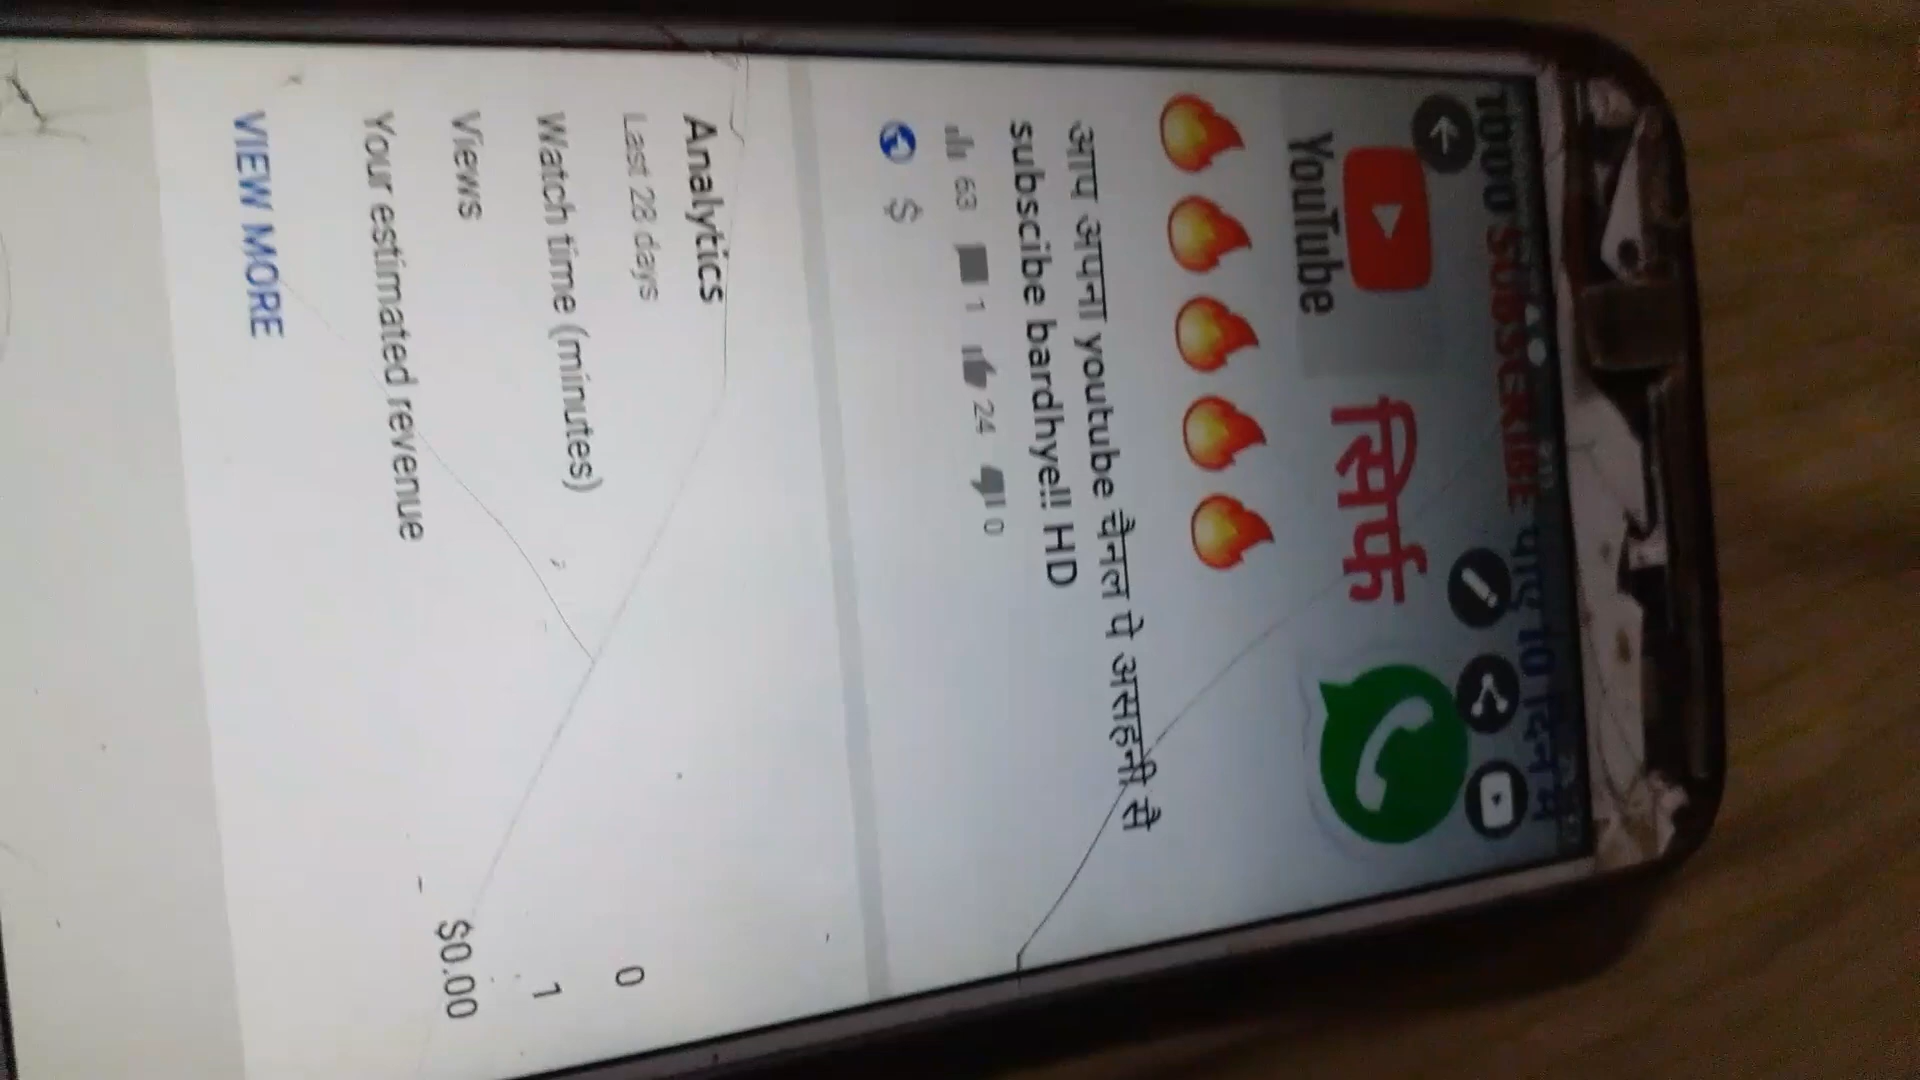 1000 SUBSCRIBE पाए 10 दिन में
YouTube
सिर्फ
आप अपना youtube चैनल पे असहनी से
subscibe bardhye!! HD
63 1 24 0
$
Analytics
Last 28 days
Watch time (minutes) 0
Views 1
Your estimated revenue $0.00
VIEW MORE